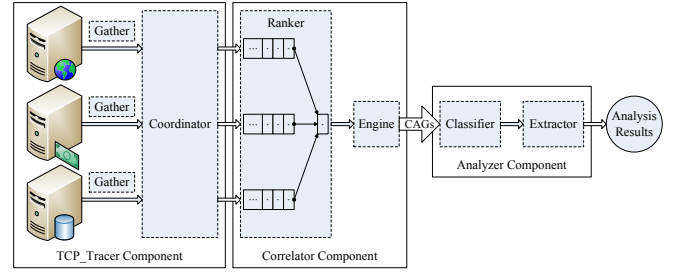 Gather
Gather
Gather
Coordinator
TCP_Tracer Component
Ranker
... . . .
... . . .
... . . .
.
Engine
Correlator Component
CAGs
Classifier
Extractor
Analyzer Component
Analysis
Results